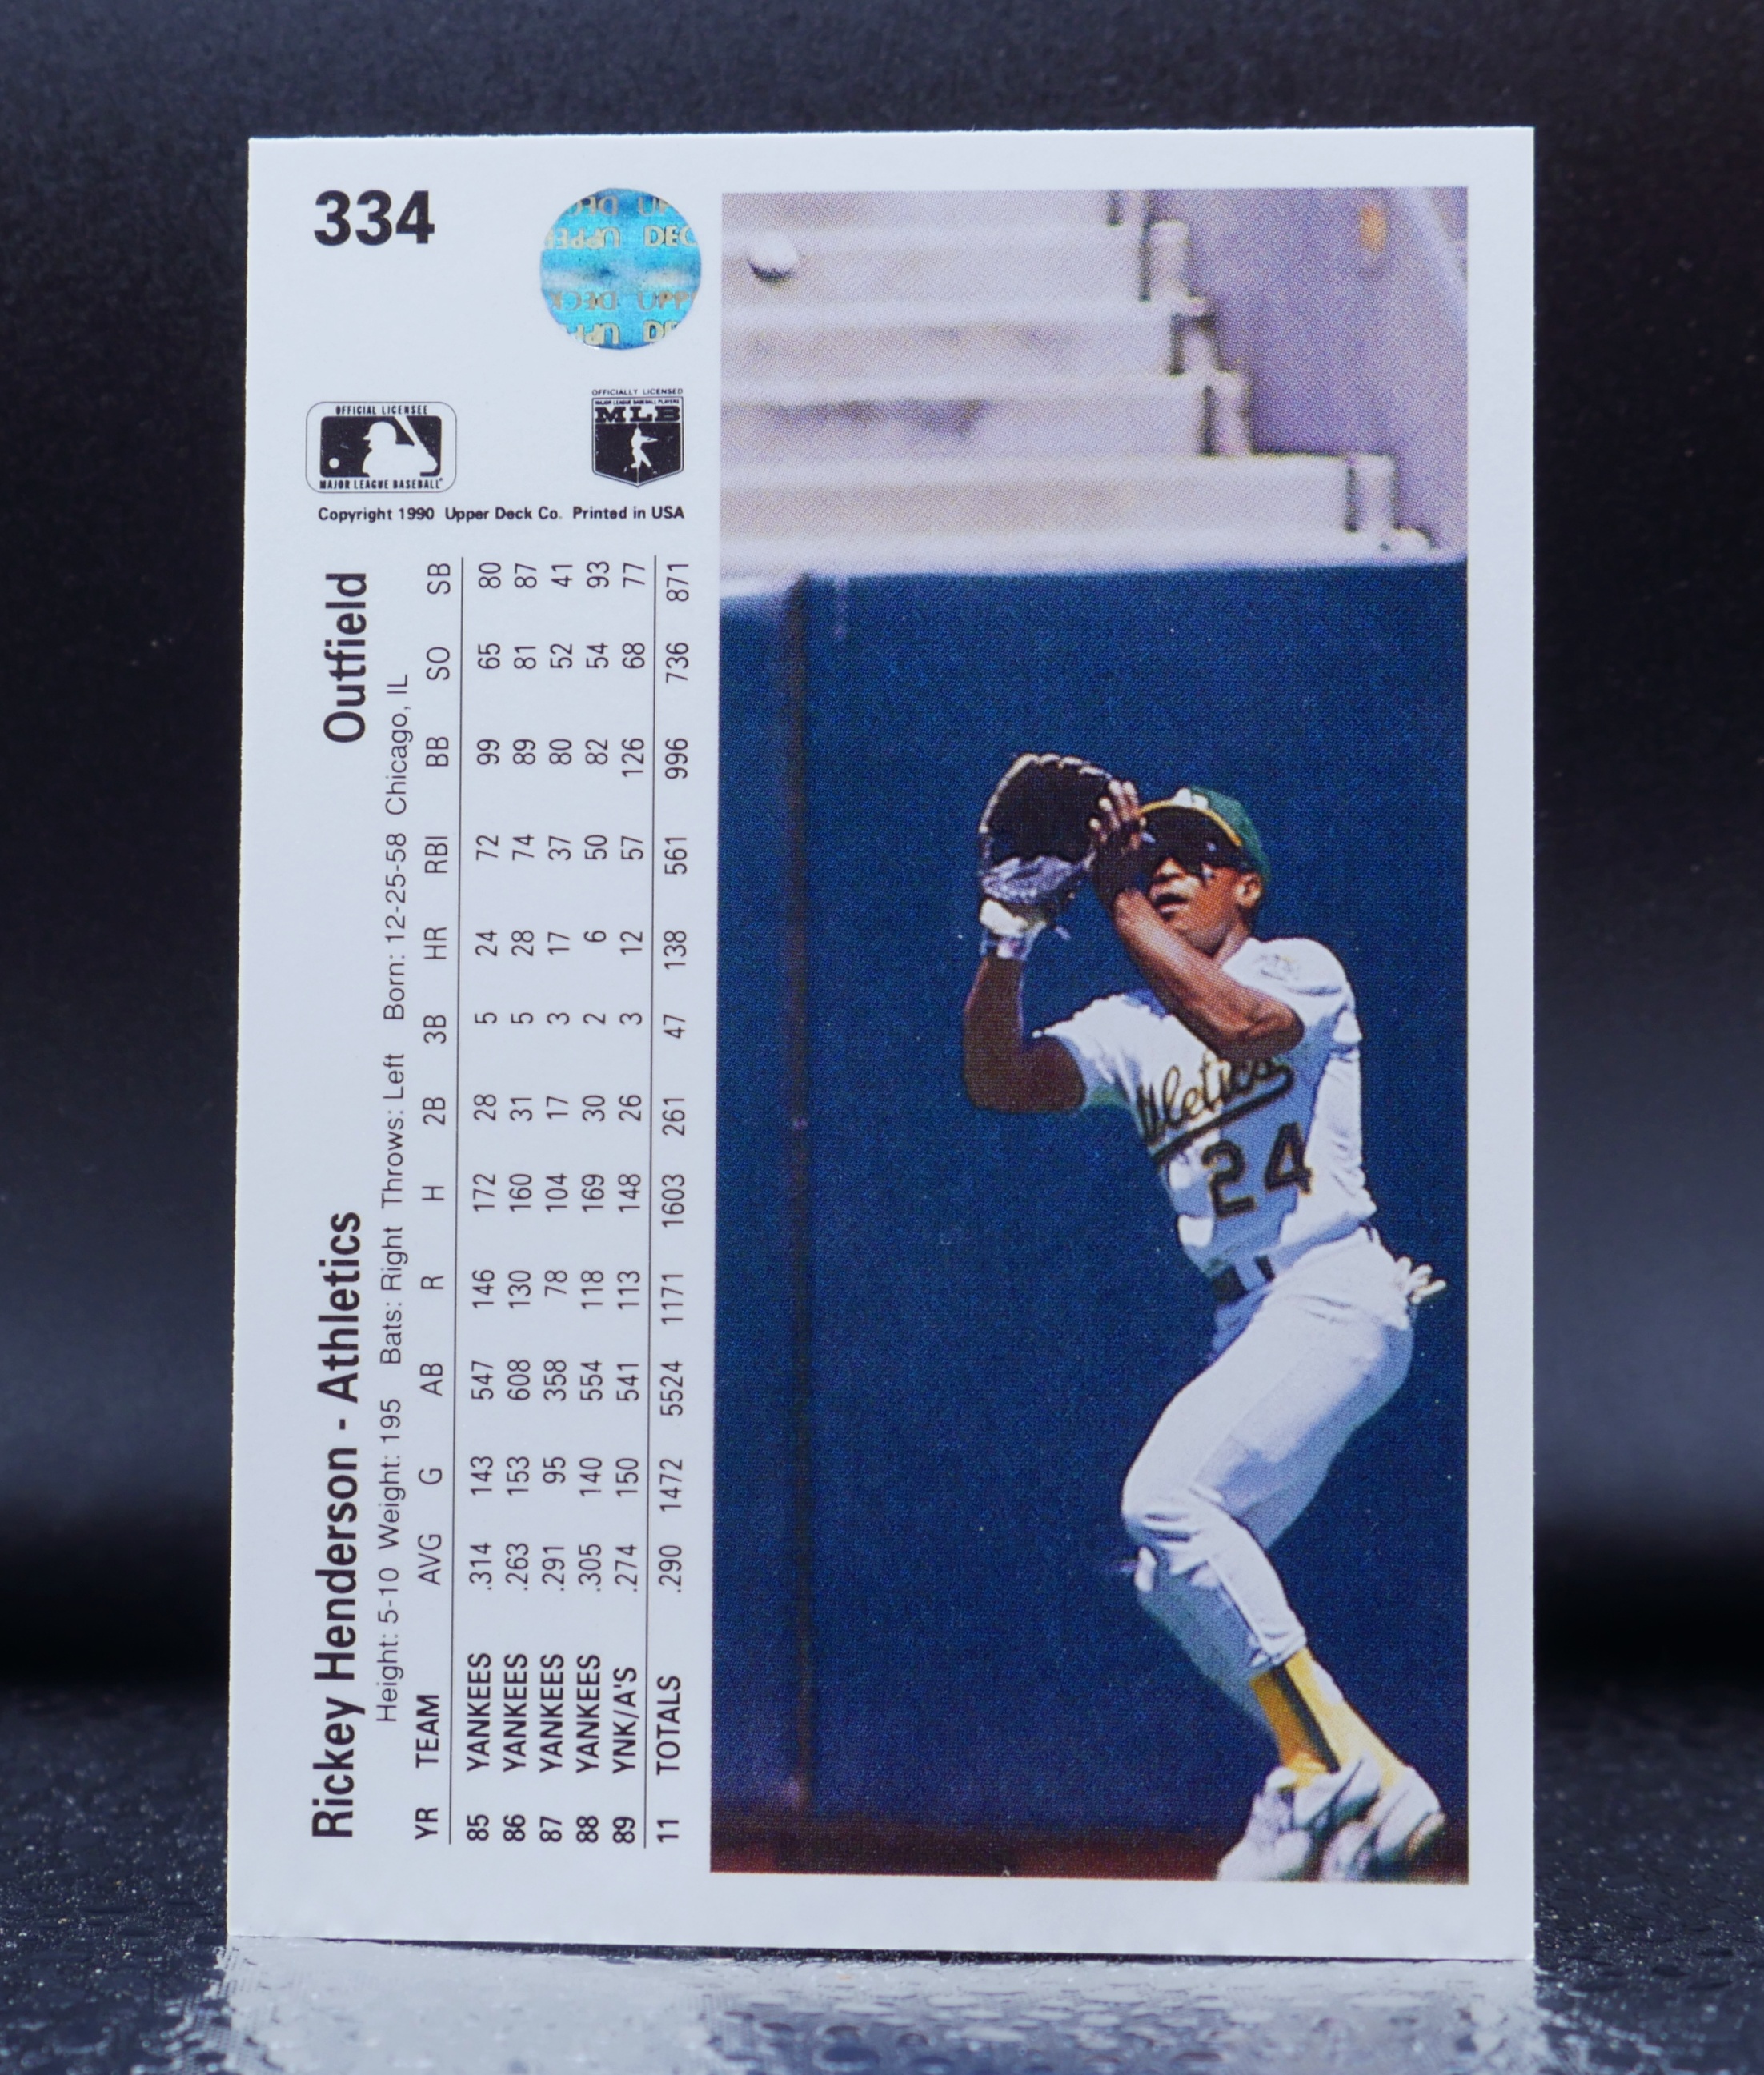 334
UPPER DECK
OFFICIAL LICENSEE
MAJOR LEAGUE BASEBALL
OFFICIALLY LICENSED
MAJOR LEAGUE BASEBALL PLAYERS
MLB
Copyright 1990 Upper Deck Co. Printed in USA
Rickey Henderson - Athletics Outfield
Height: 5-10 Weight: 195 Bats: Right Throws: Left Born: 12-25-58 Chicago, IL
YR TEAM AVG G AB R H 2B 3B HR RBI BB SO SB
85 YANKEES .314 143 547 146 172 28 5 24 72 99 65 80
86 YANKEES .263 153 608 130 160 31 5 28 74 89 81 87
87 YANKEES .291 95 358 78 104 17 3 17 37 80 52 41
88 YANKEES .305 140 554 118 169 30 2 6 50 82 54 93
89 YNK/A'S .274 150 541 113 148 26 3 12 57 126 68 77
11 TOTALS .290 1472 5524 1171 1603 261 47 138 561 996 736 871
thletics
24